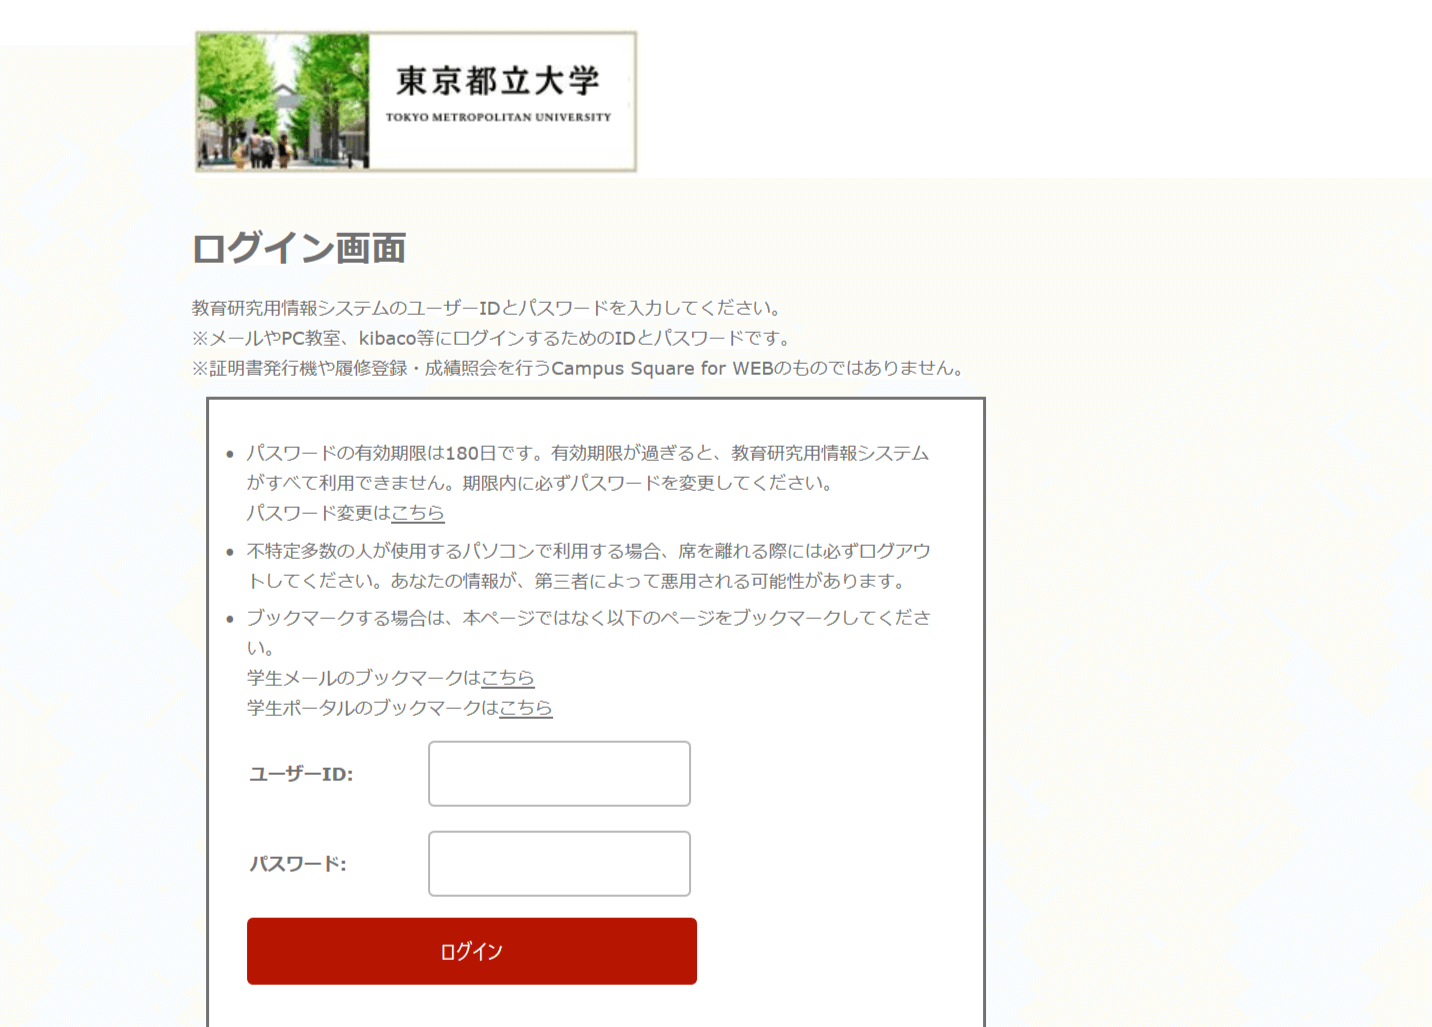 東京都立大学
TOKYO METROPOLITAN UNIVERSITY
ログイン画面
教育研究用情報システムのユーザーIDとパスワードを入力してください。
※メールやPC教室、kibaco等にログインするためのIDとパスワードです。
※証明書発行機や履修登録・成績照会を行うCampus Square for WEBのものではありません。
• パスワードの有効期限は180日です。有効期限が過ぎると、教育研究用情報システム
がすべて利用できません。期限内に必ずパスワードを変更してください。
パスワード変更はこちら
• 不特定多数の人が使用するパソコンで利用する場合、席を離れる際には必ずログアウ
トしてください。あなたの情報が、第三者によって悪用される可能性があります。
• ブックマークする場合は、本ページではなく以下のページをブックマークしてくださ
い。
学生メールのブックマークはこちら
学生ポータルのブックマークはこちら
ユーザーID:
パスワード:
ログイン